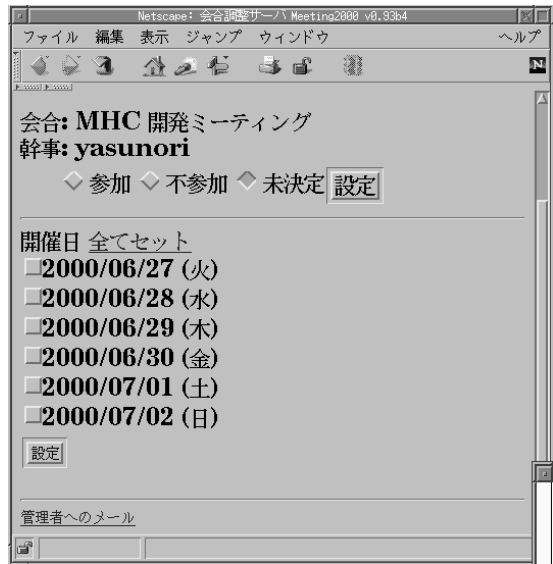 Netscape: 会合調整サーバ Meeting2000 v0.93b4
ファイル 編集 表示 ジャンプ ウィンドウ ヘルプ
N
会合: MHC 開発ミーティング
幹事: yasunori
参加 不参加 未決定 設定
開催日 全てセット
2000/06/27 (火)
2000/06/28 (水)
2000/06/29 (木)
2000/06/30 (金)
2000/07/01 (土)
2000/07/02 (日)
設定
管理者へのメール